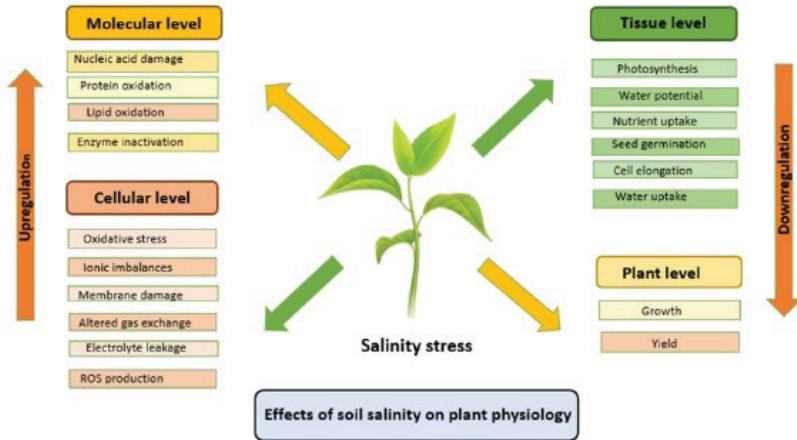 Molecular level
Nucleic acid damage
Protein oxidation
Lipid oxidation
Enzyme inactivation
Upregulation
Cellular level
Oxidative stress
Ionic imbalances
Membrane damage
Altered gas exchange
Electrolyte leakage
ROS production
Tissue level
Photosynthesis
Water potential
Nutrient uptake
Seed germination
Cell elongation
Water uptake
Downregulation
Plant level
Growth
Yield
Salinity stress
Effects of soil salinity on plant physiology